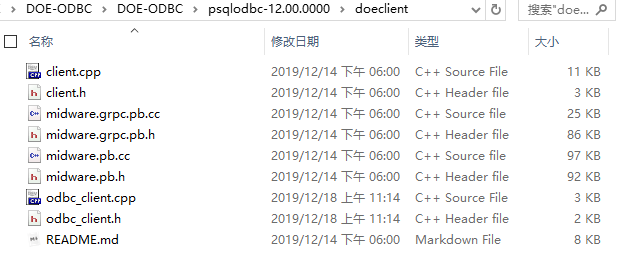 DOE-ODBC > DOE-ODBC > psqlodbc-12.00.0000 > doeclient 搜索"doe...
名称 修改日期 类型 大小
client.cpp 2019/12/14 下午 06:00 C++ Source File 11 KB
client.h 2019/12/14 下午 06:00 C++ Header file 3 KB
midware.grpc.pb.cc 2019/12/14 下午 06:00 C++ Source file 25 KB
midware.grpc.pb.h 2019/12/14 下午 06:00 C++ Header file 86 KB
midware.pb.cc 2019/12/14 下午 06:00 C++ Source file 97 KB
midware.pb.h 2019/12/14 下午 06:00 C++ Header file 92 KB
odbc_client.cpp 2019/12/18 上午 11:14 C++ Source File 3 KB
odbc_client.h 2019/12/18 上午 11:14 C++ Header file 2 KB
README.md 2019/12/14 下午 06:00 Markdown File 8 KB